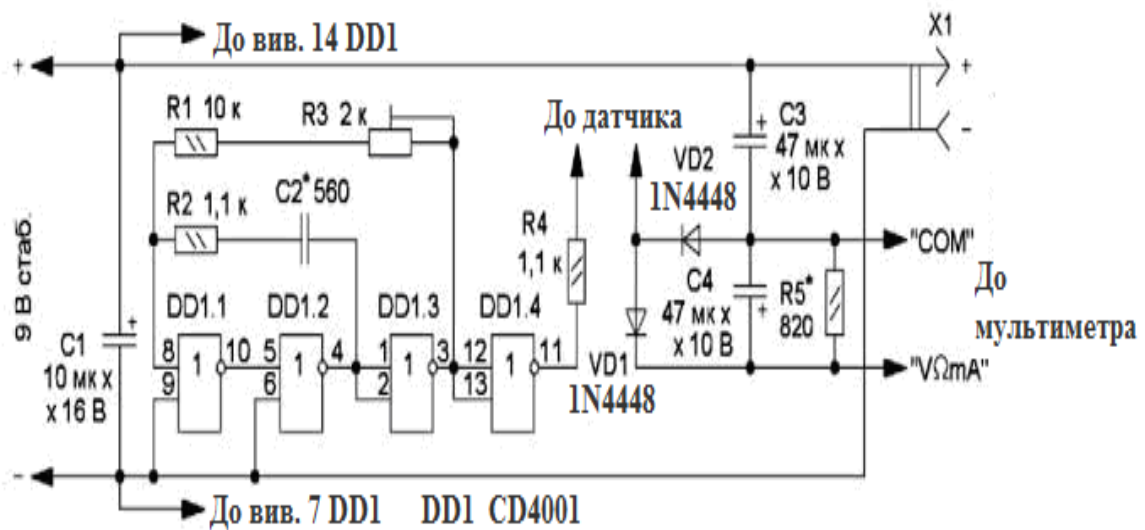 До вив. 14 DD1
X1
+
+
R1 10 к
R3 2 к
До датчика
C3
+
47 мк х
х 10 В
-
VD2
1N4448
C2* 560
R2 1,1 к
R4
1,1 к
"COM"
9 В стаб.
C4
47 мк х
х 10 В
+
R5*
820
До
мультиметра
DD1.1
DD1.2
DD1.3
DD1.4
C1
+
10 мк х
х 16 В
8
9
1
10
5
6
1
4
1
2
1
3
12
13
1
11
VD1
1N4448
"VΩmA"
-
До вив. 7 DD1
DD1 CD4001